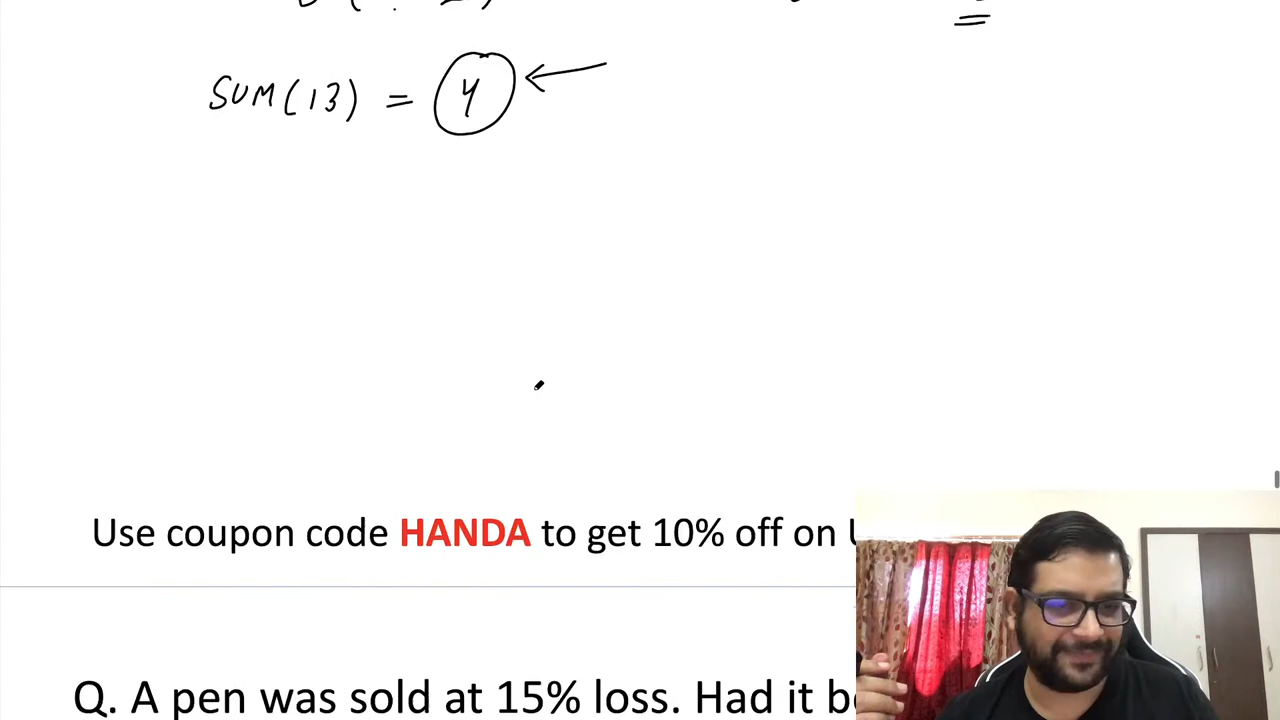 SUM(13) = 4
Use coupon code HANDA to get 10% off on
Q. A pen was sold at 15% loss. Had it